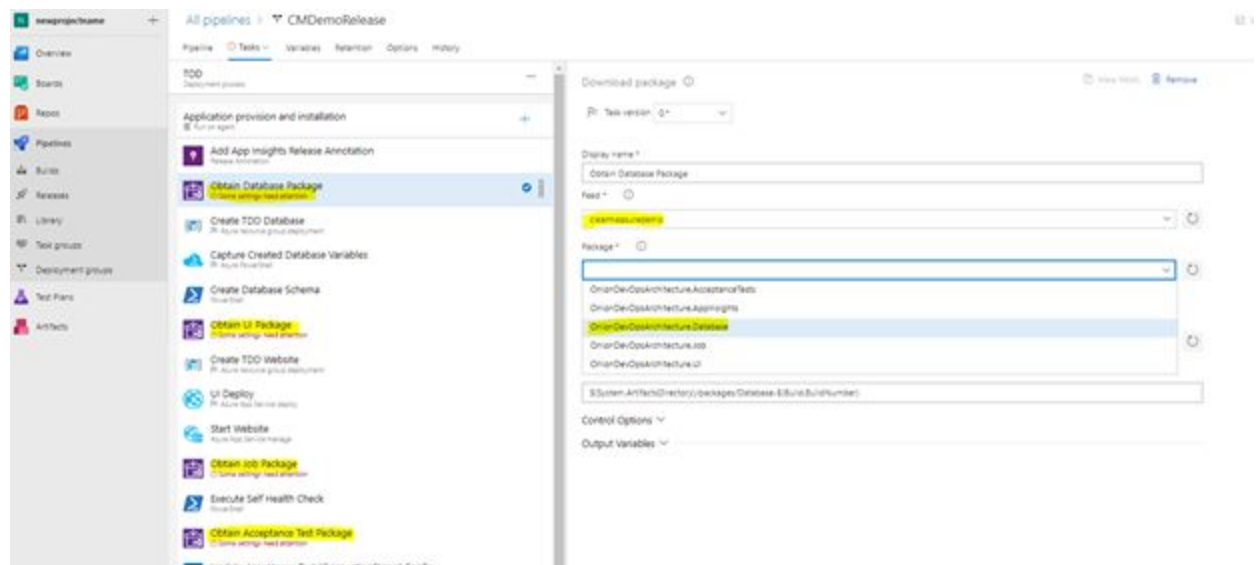 N newprojectname +
All pipelines > CMDemoRelease
Overview
Boards
Repos
Pipelines
Builds
Releases
Library
Task groups
Deployment groups
Test Plans
Artifacts
Pipeline Tasks Variables Retention Options History
TDD
Deployment process
Application provision and installation
Run on agent
Add App Insights Release Annotation
Release Annotation
Obtain Database Package
Some settings need attention
Create TDD Database
Azure resource group deployment
Capture Created Database Variables
Azure PowerShell
Create Database Schema
PowerShell
Obtain UI Package
Some settings need attention
Create TDD Website
Azure resource group deployment
UI Deploy
Azure App Service deploy
Start Website
Azure App Service manage
Obtain Job Package
Some settings need attention
Execute Self Health Check
PowerShell
Obtain Acceptance Test Package
Some settings need attention
Download package
View YAML Remove
Task version 0.*
Display name *
Obtain Database Package
Feed *
clearmeasuredemo
Package *
OnionDevOpsArchitecture.AcceptanceTests
OnionDevOpsArchitecture.AppInsights
OnionDevOpsArchitecture.Database
OnionDevOpsArchitecture.Job
OnionDevOpsArchitecture.UI
$(System.ArtifactsDirectory)/packages/Database-$(Build.BuildNumber)
Control Options
Output Variables